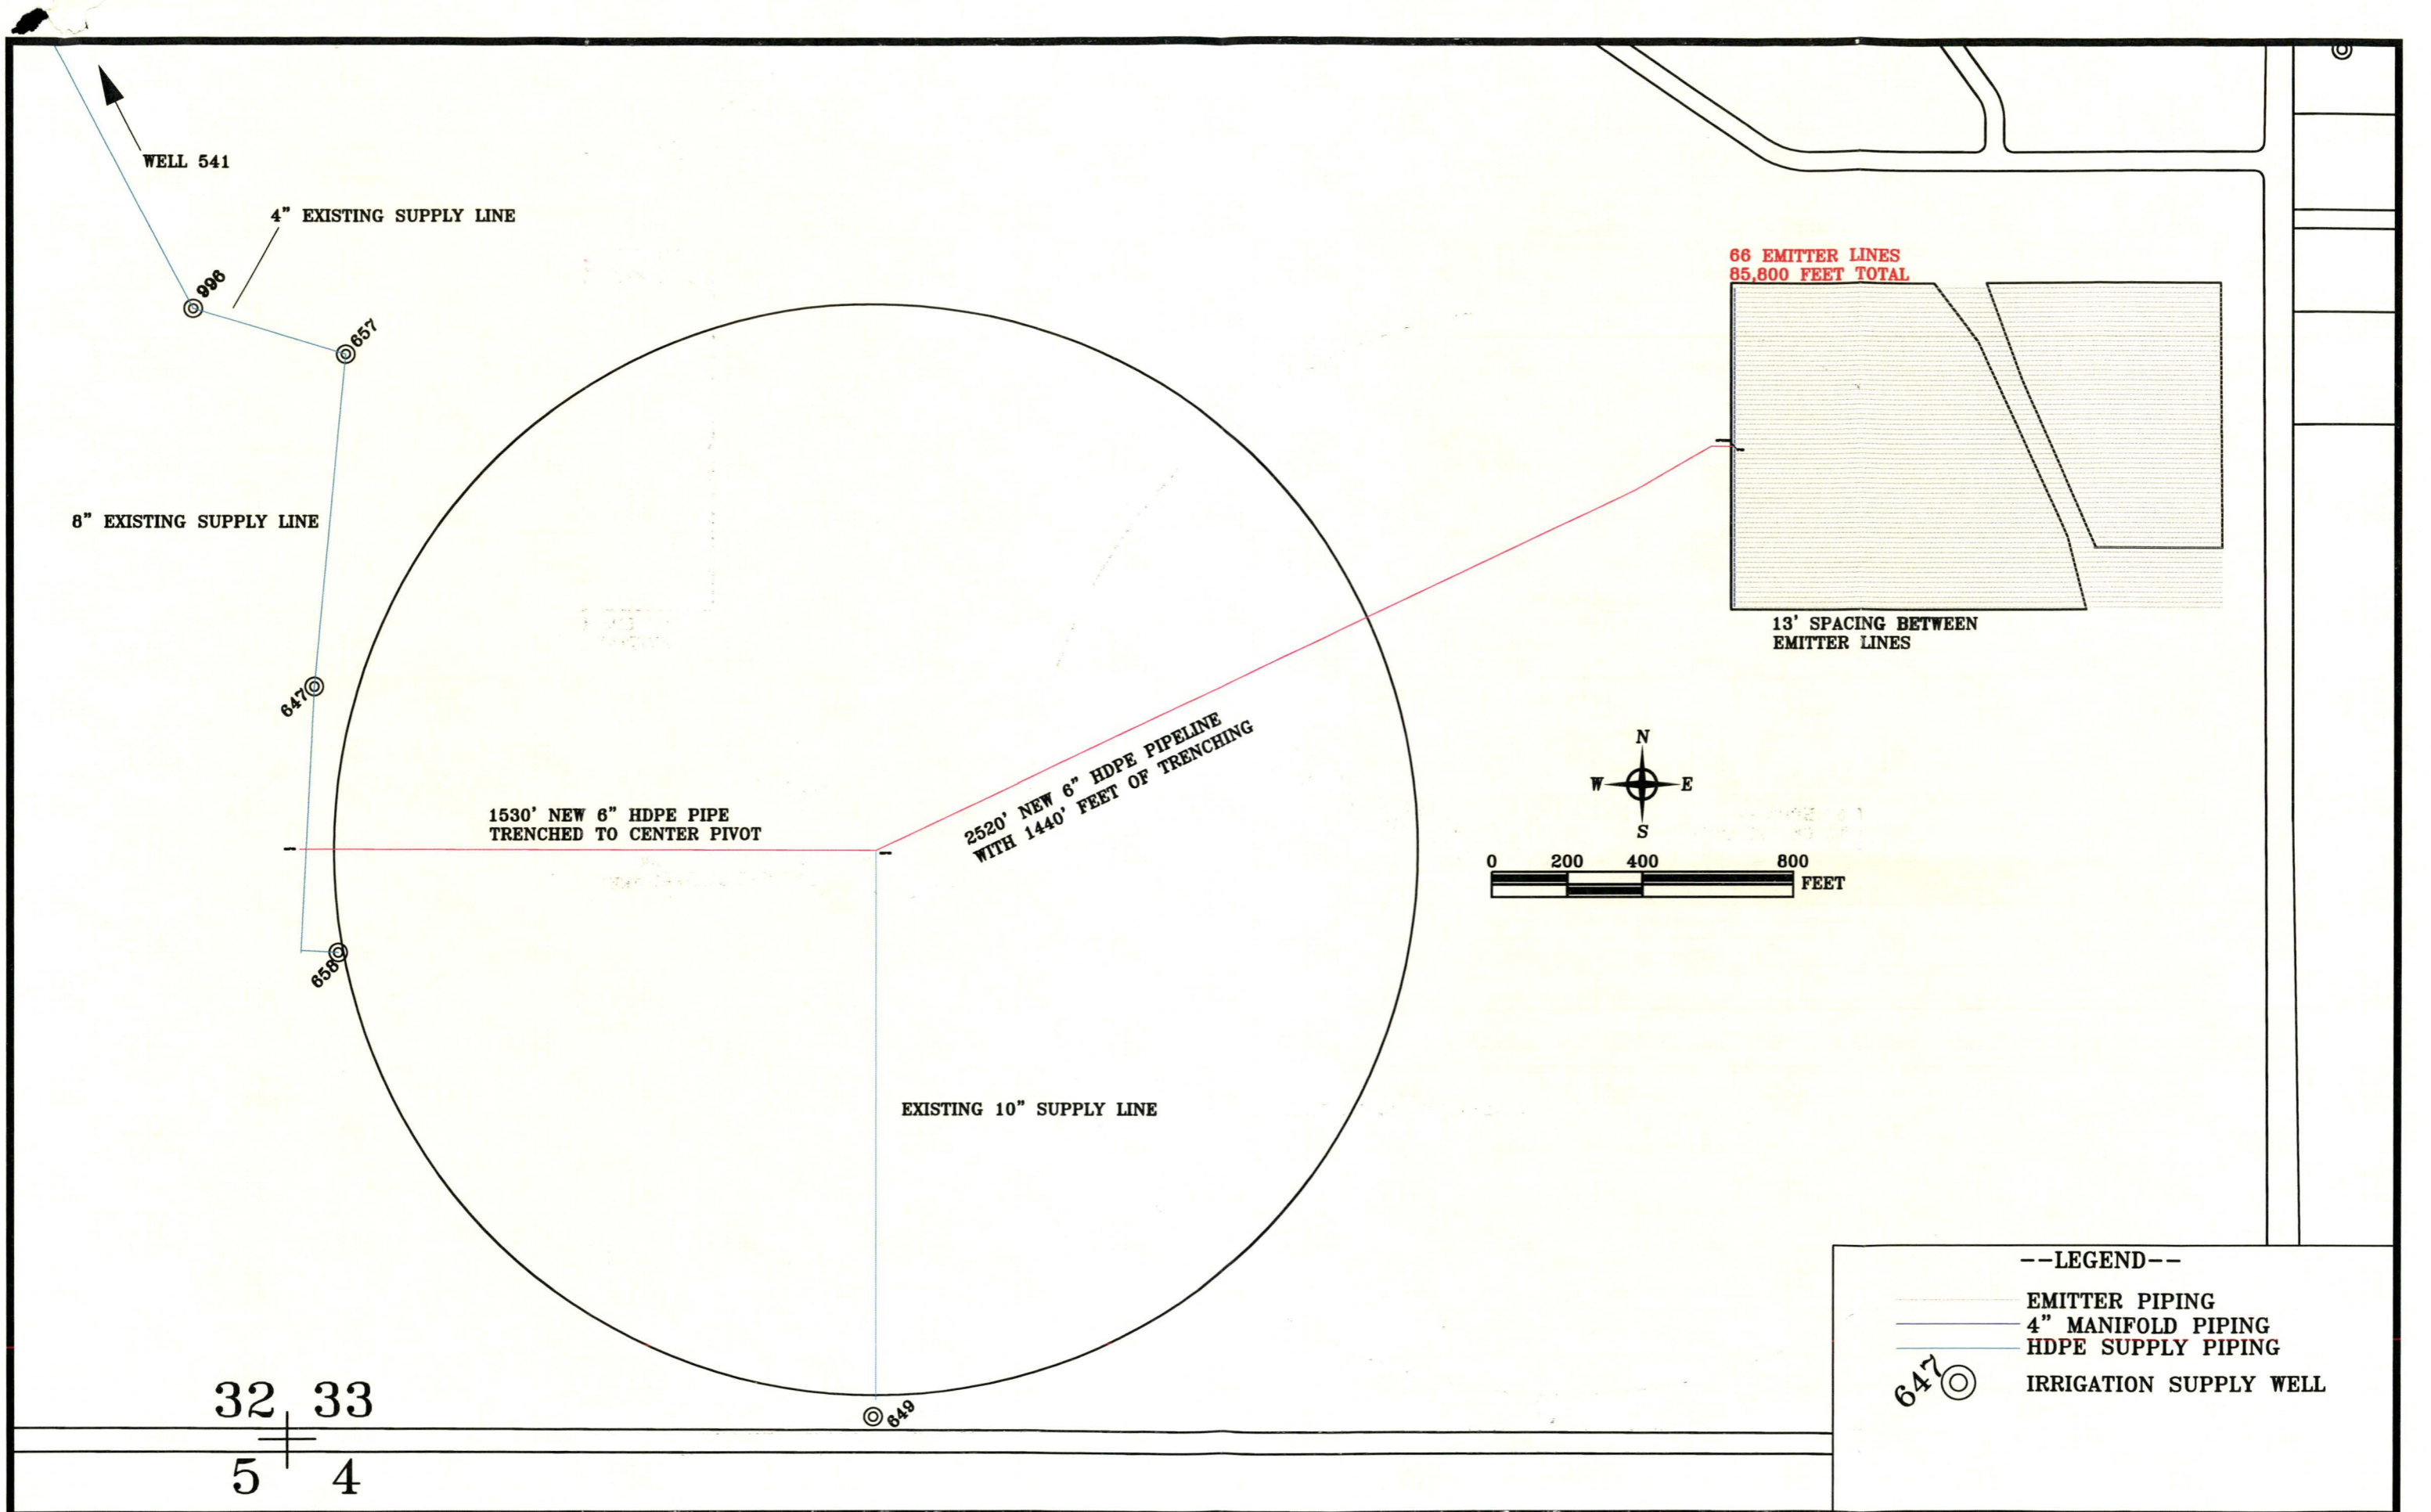 WELL 541
4" EXISTING SUPPLY LINE
996
657
8" EXISTING SUPPLY LINE
647
658
66 EMITTER LINES
85,800 FEET TOTAL
13' SPACING BETWEEN
EMITTER LINES
1530' NEW 6" HDPE PIPE
TRENCHED TO CENTER PIVOT
2520' NEW 6" HDPE PIPELINE
WITH 1440' FEET OF TRENCHING
N
W E
S
0 200 400 800
FEET
EXISTING 10" SUPPLY LINE
649
32 33
5 4
--LEGEND--
EMITTER PIPING
4" MANIFOLD PIPING
HDPE SUPPLY PIPING
647
IRRIGATION SUPPLY WELL